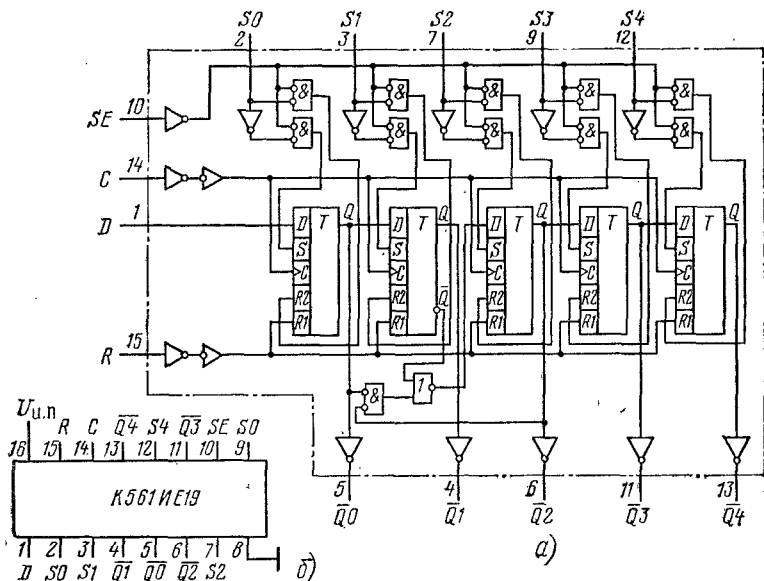 S0 S1 S2 S3 S4
2 3 7 9 12
& & & & &
SE 10
& & & & &
C 14
D 1
Q Q Q Q Q
D T D T D T D T D T
S S S S S
C C C C C
Q̅
R2 R2 R2 R2 R2
R1 R1 R1 R1 R1
R 15
& 1
5 4 6 11 13
Q̅0̅ Q̅1̅ Q̅2̅ Q̅3̅ Q̅4̅
а)
Uи.п
R C Q̅4̅ S4 Q̅3̅ SE S0
16 15 14 13 12 11 10 9
К561ИЕ19
1 2 3 4 5 6 7 8
D S0 S1 Q̅1̅ Q̅0̅ Q̅2̅ S2
б)